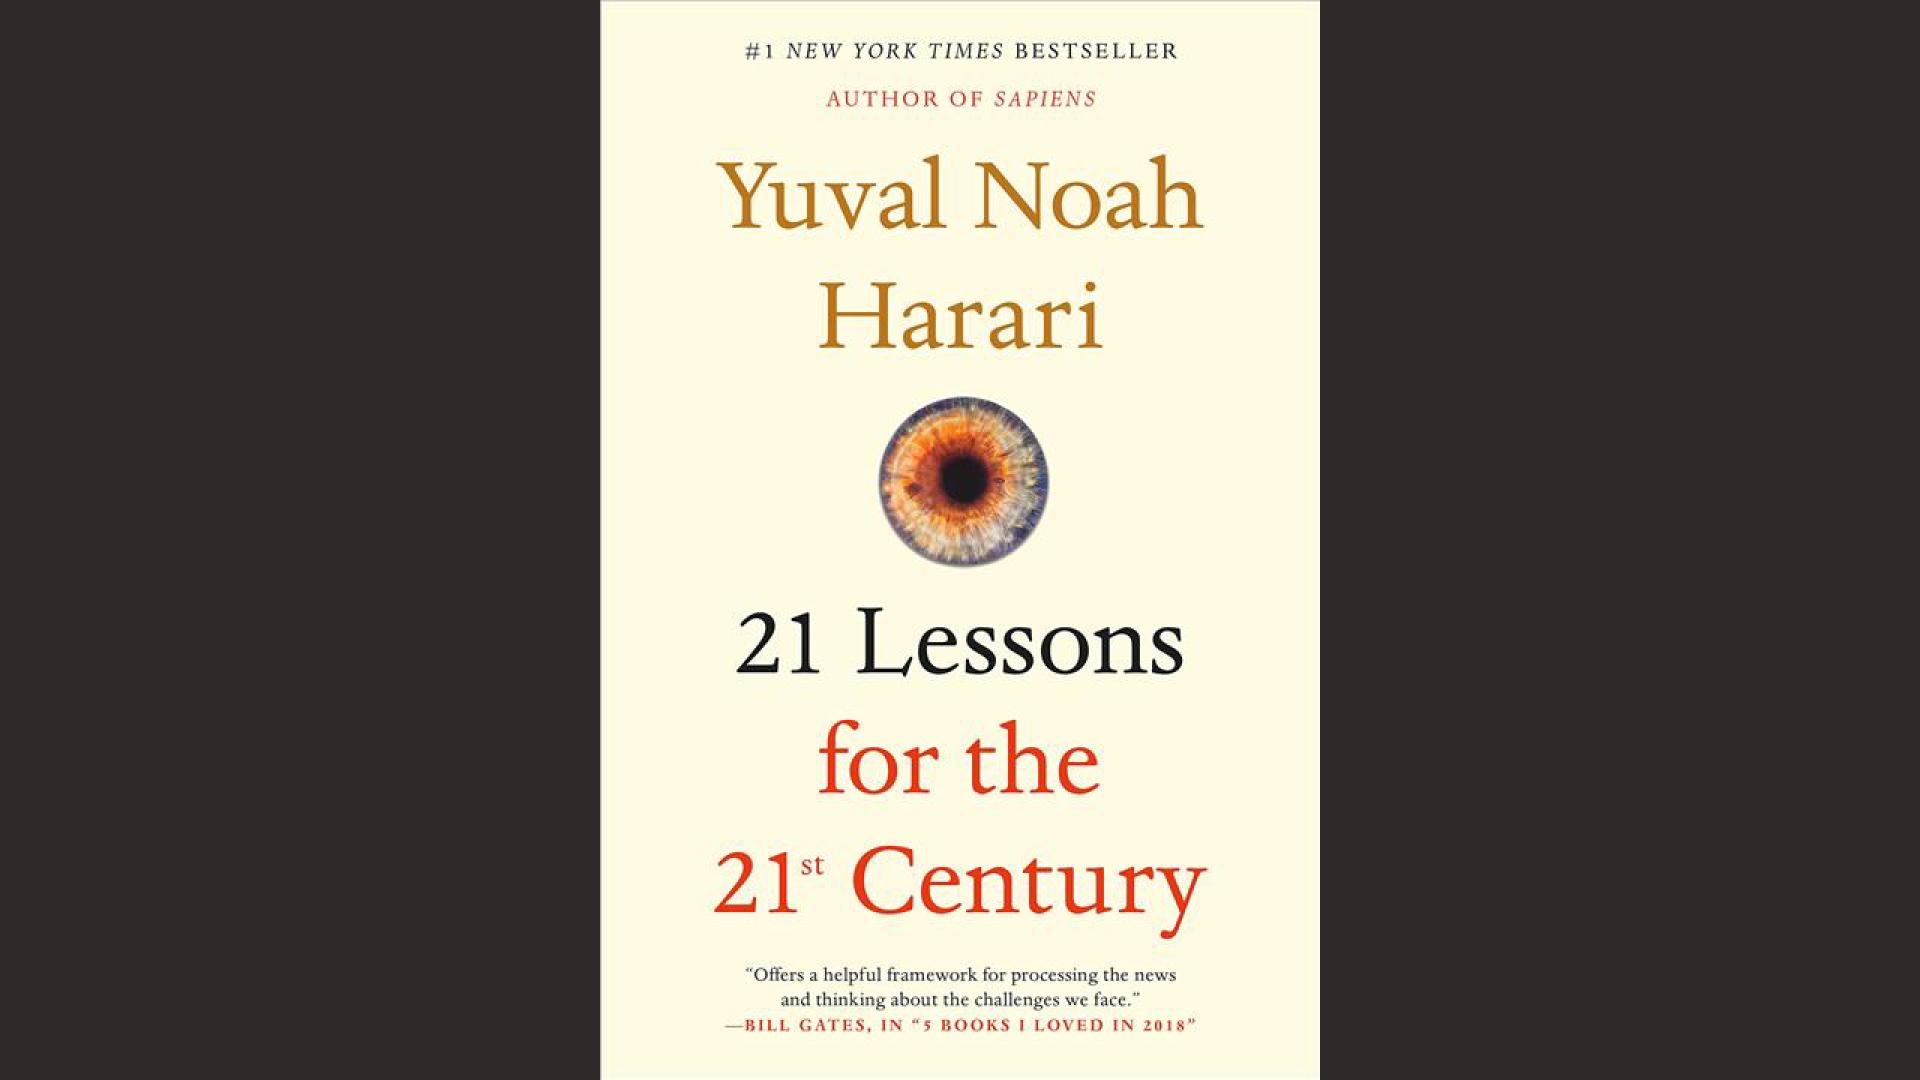 #1 NEW YORK TIMES BESTSELLER
AUTHOR OF SAPIENS
Yuval Noah
Harari
21 Lessons
for the
21st Century
“Offers a helpful framework for processing the news
and thinking about the challenges we face.”
—BILL GATES, IN “5 BOOKS I LOVED IN 2018”